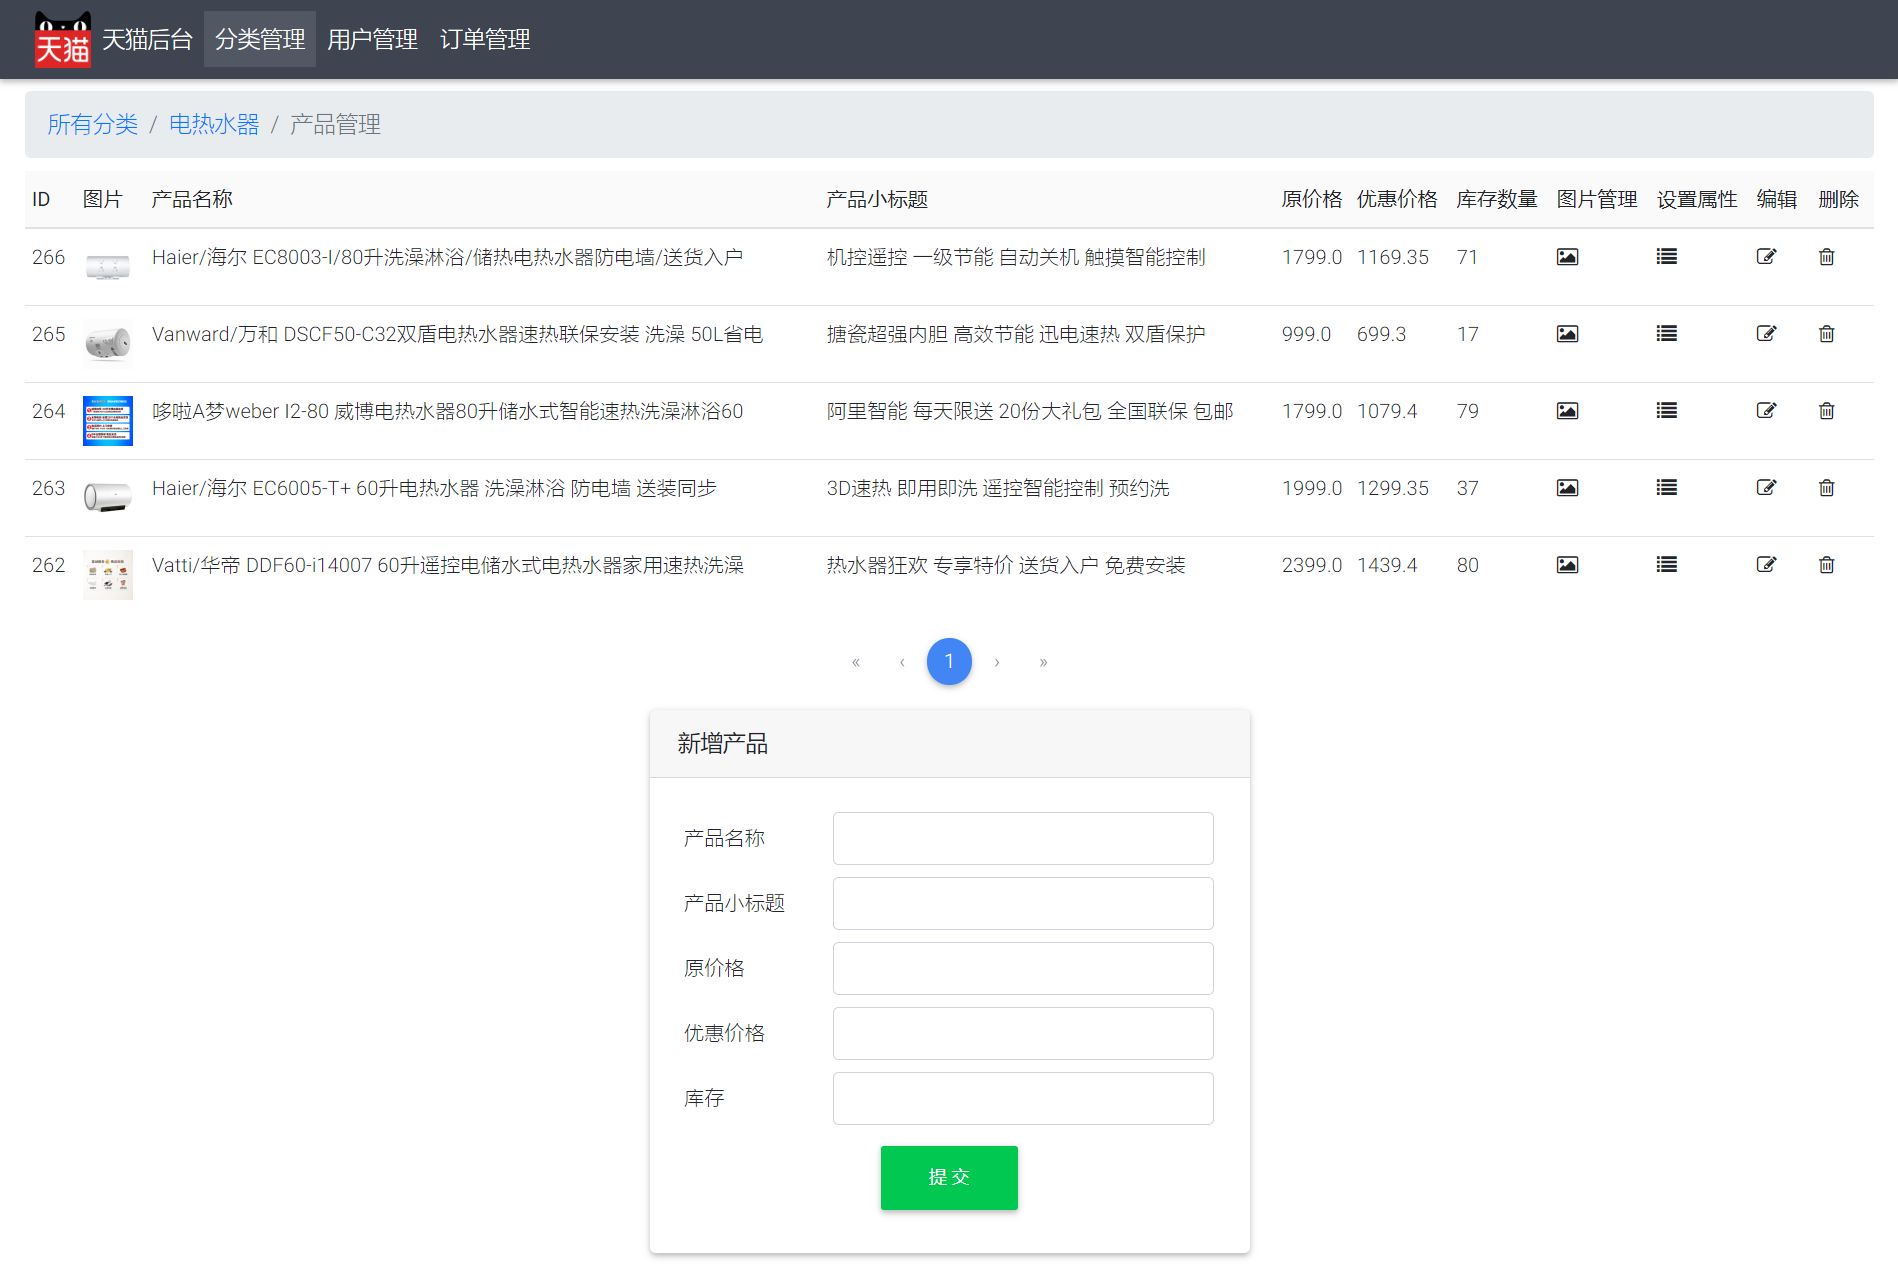 天猫 天猫后台 分类管理 用户管理 订单管理
所有分类 / 电热水器 / 产品管理
ID 图片 产品名称 产品小标题 原价格 优惠价格 库存数量 图片管理 设置属性 编辑 删除
266 Haier/海尔 EC8003-I/80升洗澡淋浴/储热电热水器防电墙/送货入户 机控遥控 一级节能 自动关机 触摸智能控制 1799.0 1169.35 71
265 Vanward/万和 DSCF50-C32双盾电热水器速热联保安装 洗澡 50L省电 搪瓷超强内胆 高效节能 迅电速热 双盾保护 999.0 699.3 17
264 哆啦A梦weber I2-80 威博电热水器80升储水式智能速热洗澡淋浴60 阿里智能 每天限送 20份大礼包 全国联保 包邮 1799.0 1079.4 79
263 Haier/海尔 EC6005-T+ 60升电热水器 洗澡淋浴 防电墙 送装同步 3D速热 即用即洗 遥控智能控制 预约洗 1999.0 1299.35 37
262 Vatti/华帝 DDF60-i14007 60升遥控电储水式电热水器家用速热洗澡 热水器狂欢 专享特价 送货入户 免费安装 2399.0 1439.4 80
« ‹ 1 › »
新增产品
产品名称
产品小标题
原价格
优惠价格
库存
提交